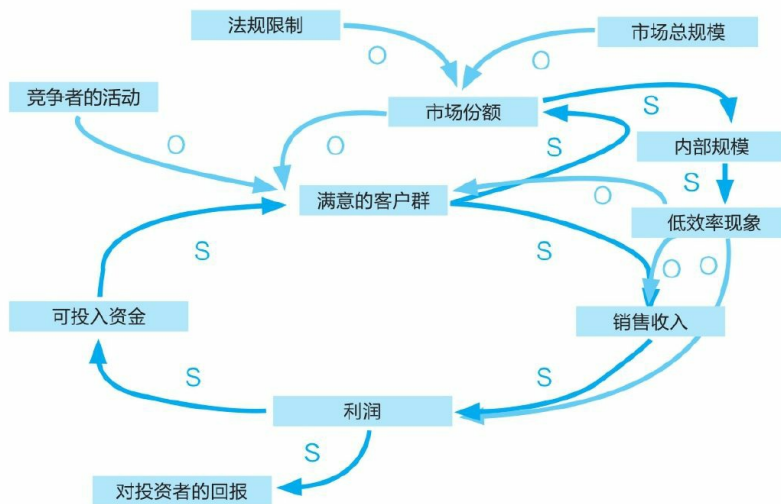 法规限制
市场总规模
O
O
竞争者的活动
市场份额
S
O
O
S
内部规模
S
满意的客户群
O
低效率现象
S
S
O
O
可投入资金
销售收入
S
S
利润
S
对投资者的回报